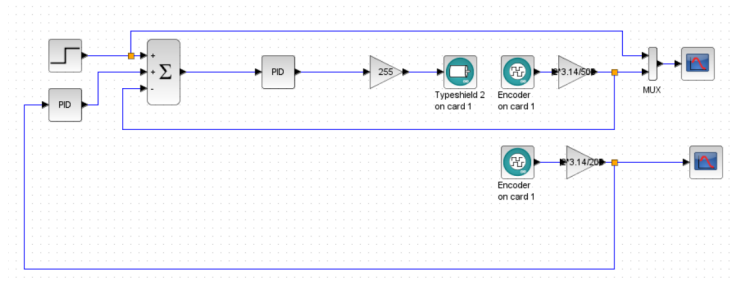 +
+
-
Σ
PID
255
Typeshield 2
on card 1
Encoder
on card 1
MUX
PID
Encoder
on card 1